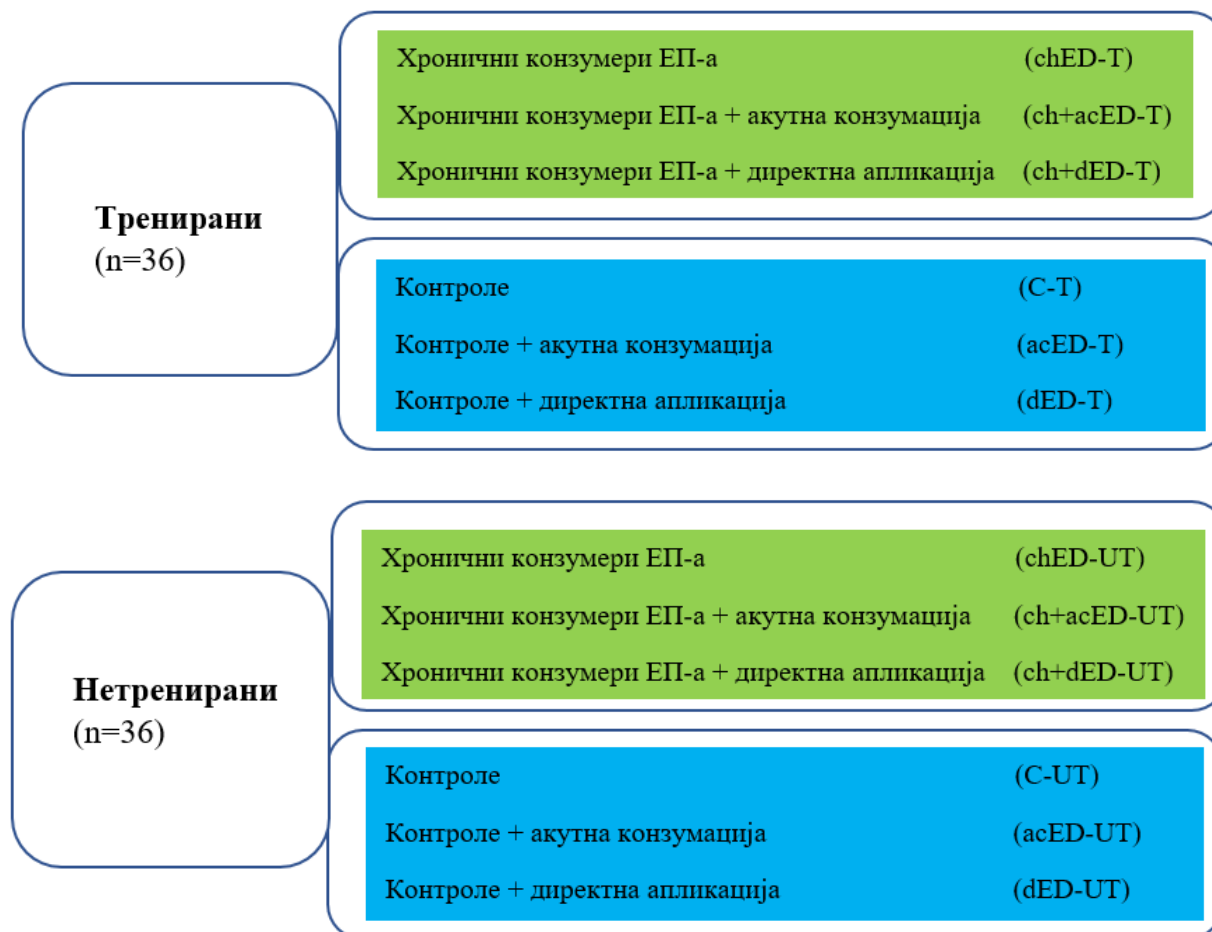 Тренирани
(n=36)
Хронични конзумери ЕП-а (chED-T)
Хронични конзумери ЕП-а + акутна конзумација (ch+acED-T)
Хронични конзумери ЕП-а + директна апликација (ch+dED-T)
Контроле (C-T)
Контроле + акутна конзумација (acED-T)
Контроле + директна апликација (dED-T)
Нетренирани
(n=36)
Хронични конзумери ЕП-а (chED-UT)
Хронични конзумери ЕП-а + акутна конзумација (ch+acED-UT)
Хронични конзумери ЕП-а + директна апликација (ch+dED-UT)
Контроле (C-UT)
Контроле + акутна конзумација (acED-UT)
Контроле + директна апликација (dED-UT)